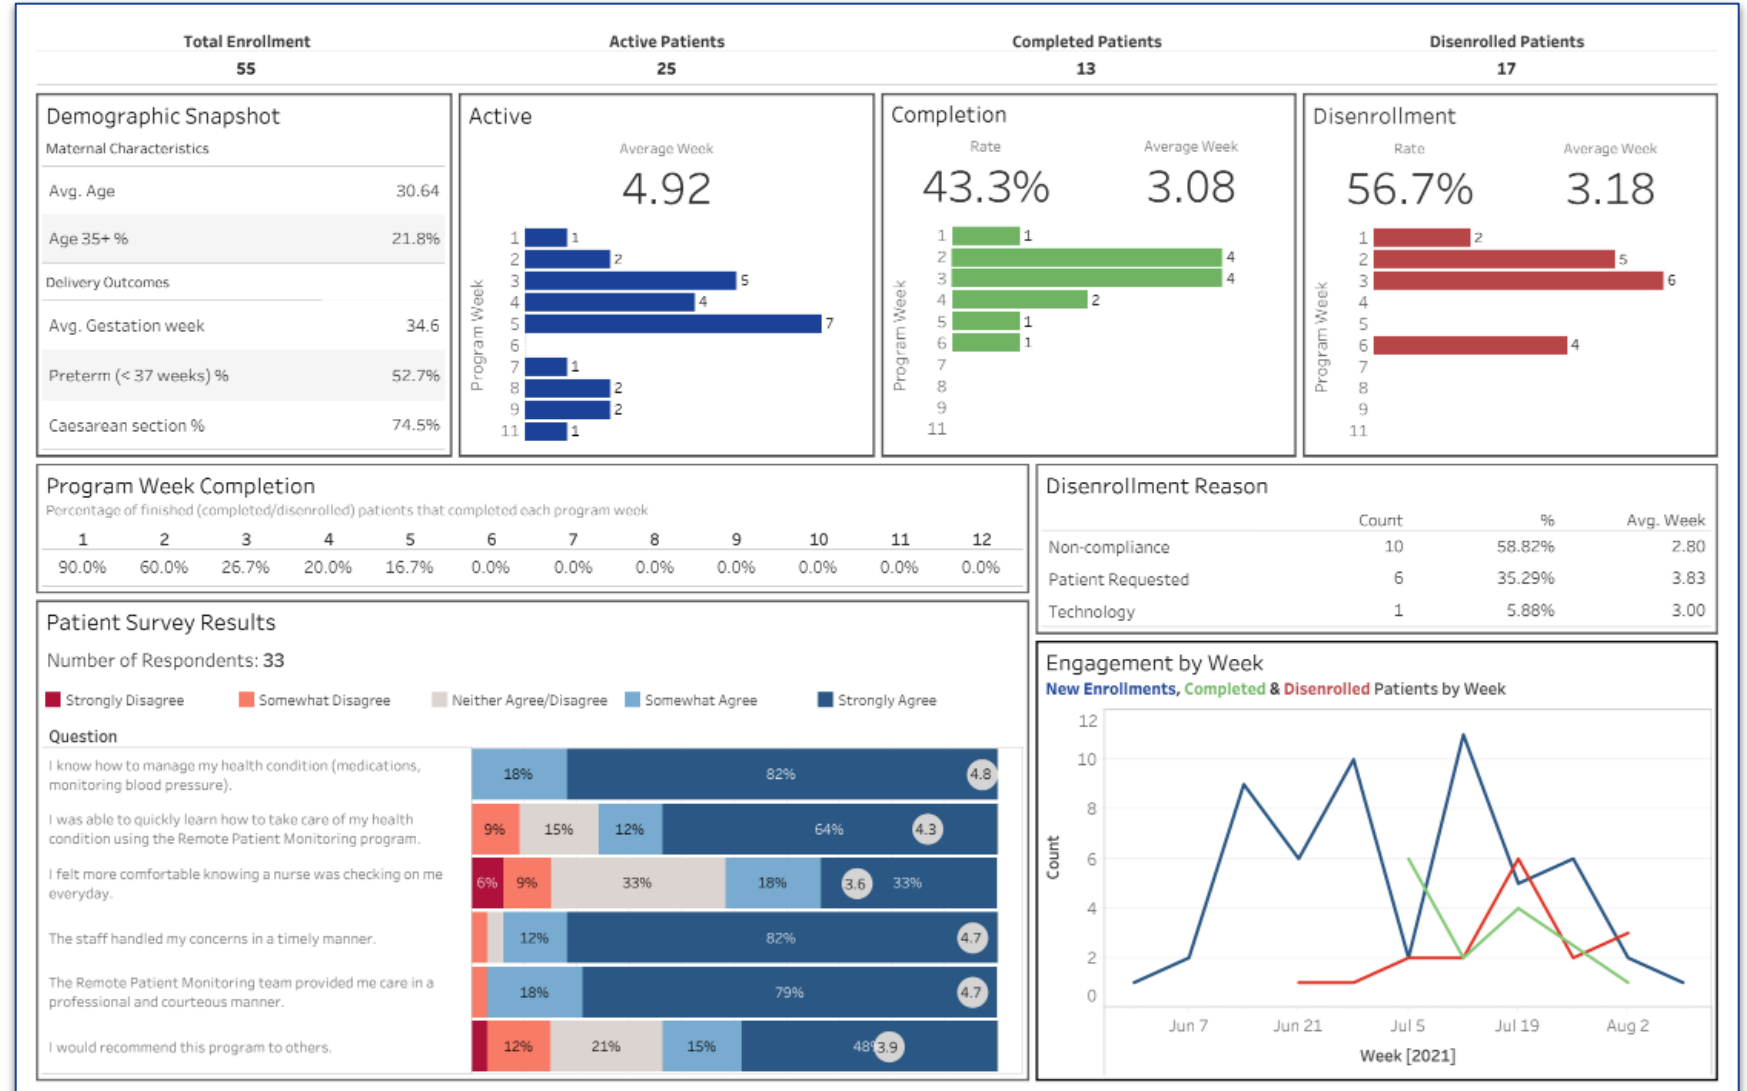 Total Enrollment Active Patients Completed Patients Disenrolled Patients
55 25 13 17
Demographic Snapshot
Maternal Characteristics
Avg. Age 30.64
Age 35+ % 21.8%
Delivery Outcomes
Avg. Gestation week 34.6
Preterm (< 37 weeks) % 52.7%
Caesarean section % 74.5%
Active
Average Week
4.92
Program Week
1 1
2 2
3 5
4 4
5 7
6
7 1
8 2
9 2
11 1
Completion
Rate Average Week
43.3% 3.08
Program Week
1 1
2 4
3 4
4 2
5 1
6 1
7
8
9
11
Disenrollment
Rate Average Week
56.7% 3.18
Program Week
1 2
2 5
3 6
4
5
6 4
7
8
9
11
Program Week Completion
Percentage of finished (completed/disenrolled) patients that completed each program week
1 2 3 4 5 6 7 8 9 10 11 12
90.0% 60.0% 26.7% 20.0% 16.7% 0.0% 0.0% 0.0% 0.0% 0.0% 0.0% 0.0%
Disenrollment Reason
Count % Avg. Week
Non-compliance 10 58.82% 2.80
Patient Requested 6 35.29% 3.83
Technology 1 5.88% 3.00
Patient Survey Results
Number of Respondents: 33
Strongly Disagree Somewhat Disagree Neither Agree/Disagree Somewhat Agree Strongly Agree
Question
I know how to manage my health condition (medications,
monitoring blood pressure).
18% 82% 4.8
I was able to quickly learn how to take care of my health
condition using the Remote Patient Monitoring program.
9% 15% 12% 64% 4.3
I felt more comfortable knowing a nurse was checking on me
everyday.
6% 9% 33% 18% 3.6 33%
The staff handled my concerns in a timely manner.
12% 82% 4.7
The Remote Patient Monitoring team provided me care in a
professional and courteous manner.
18% 79% 4.7
I would recommend this program to others.
12% 21% 15% 48% 3.9
Engagement by Week
New Enrollments, Completed & Disenrolled Patients by Week
Count
12
10
8
6
4
2
0
Jun 7 Jun 21 Jul 5 Jul 19 Aug 2
Week [2021]